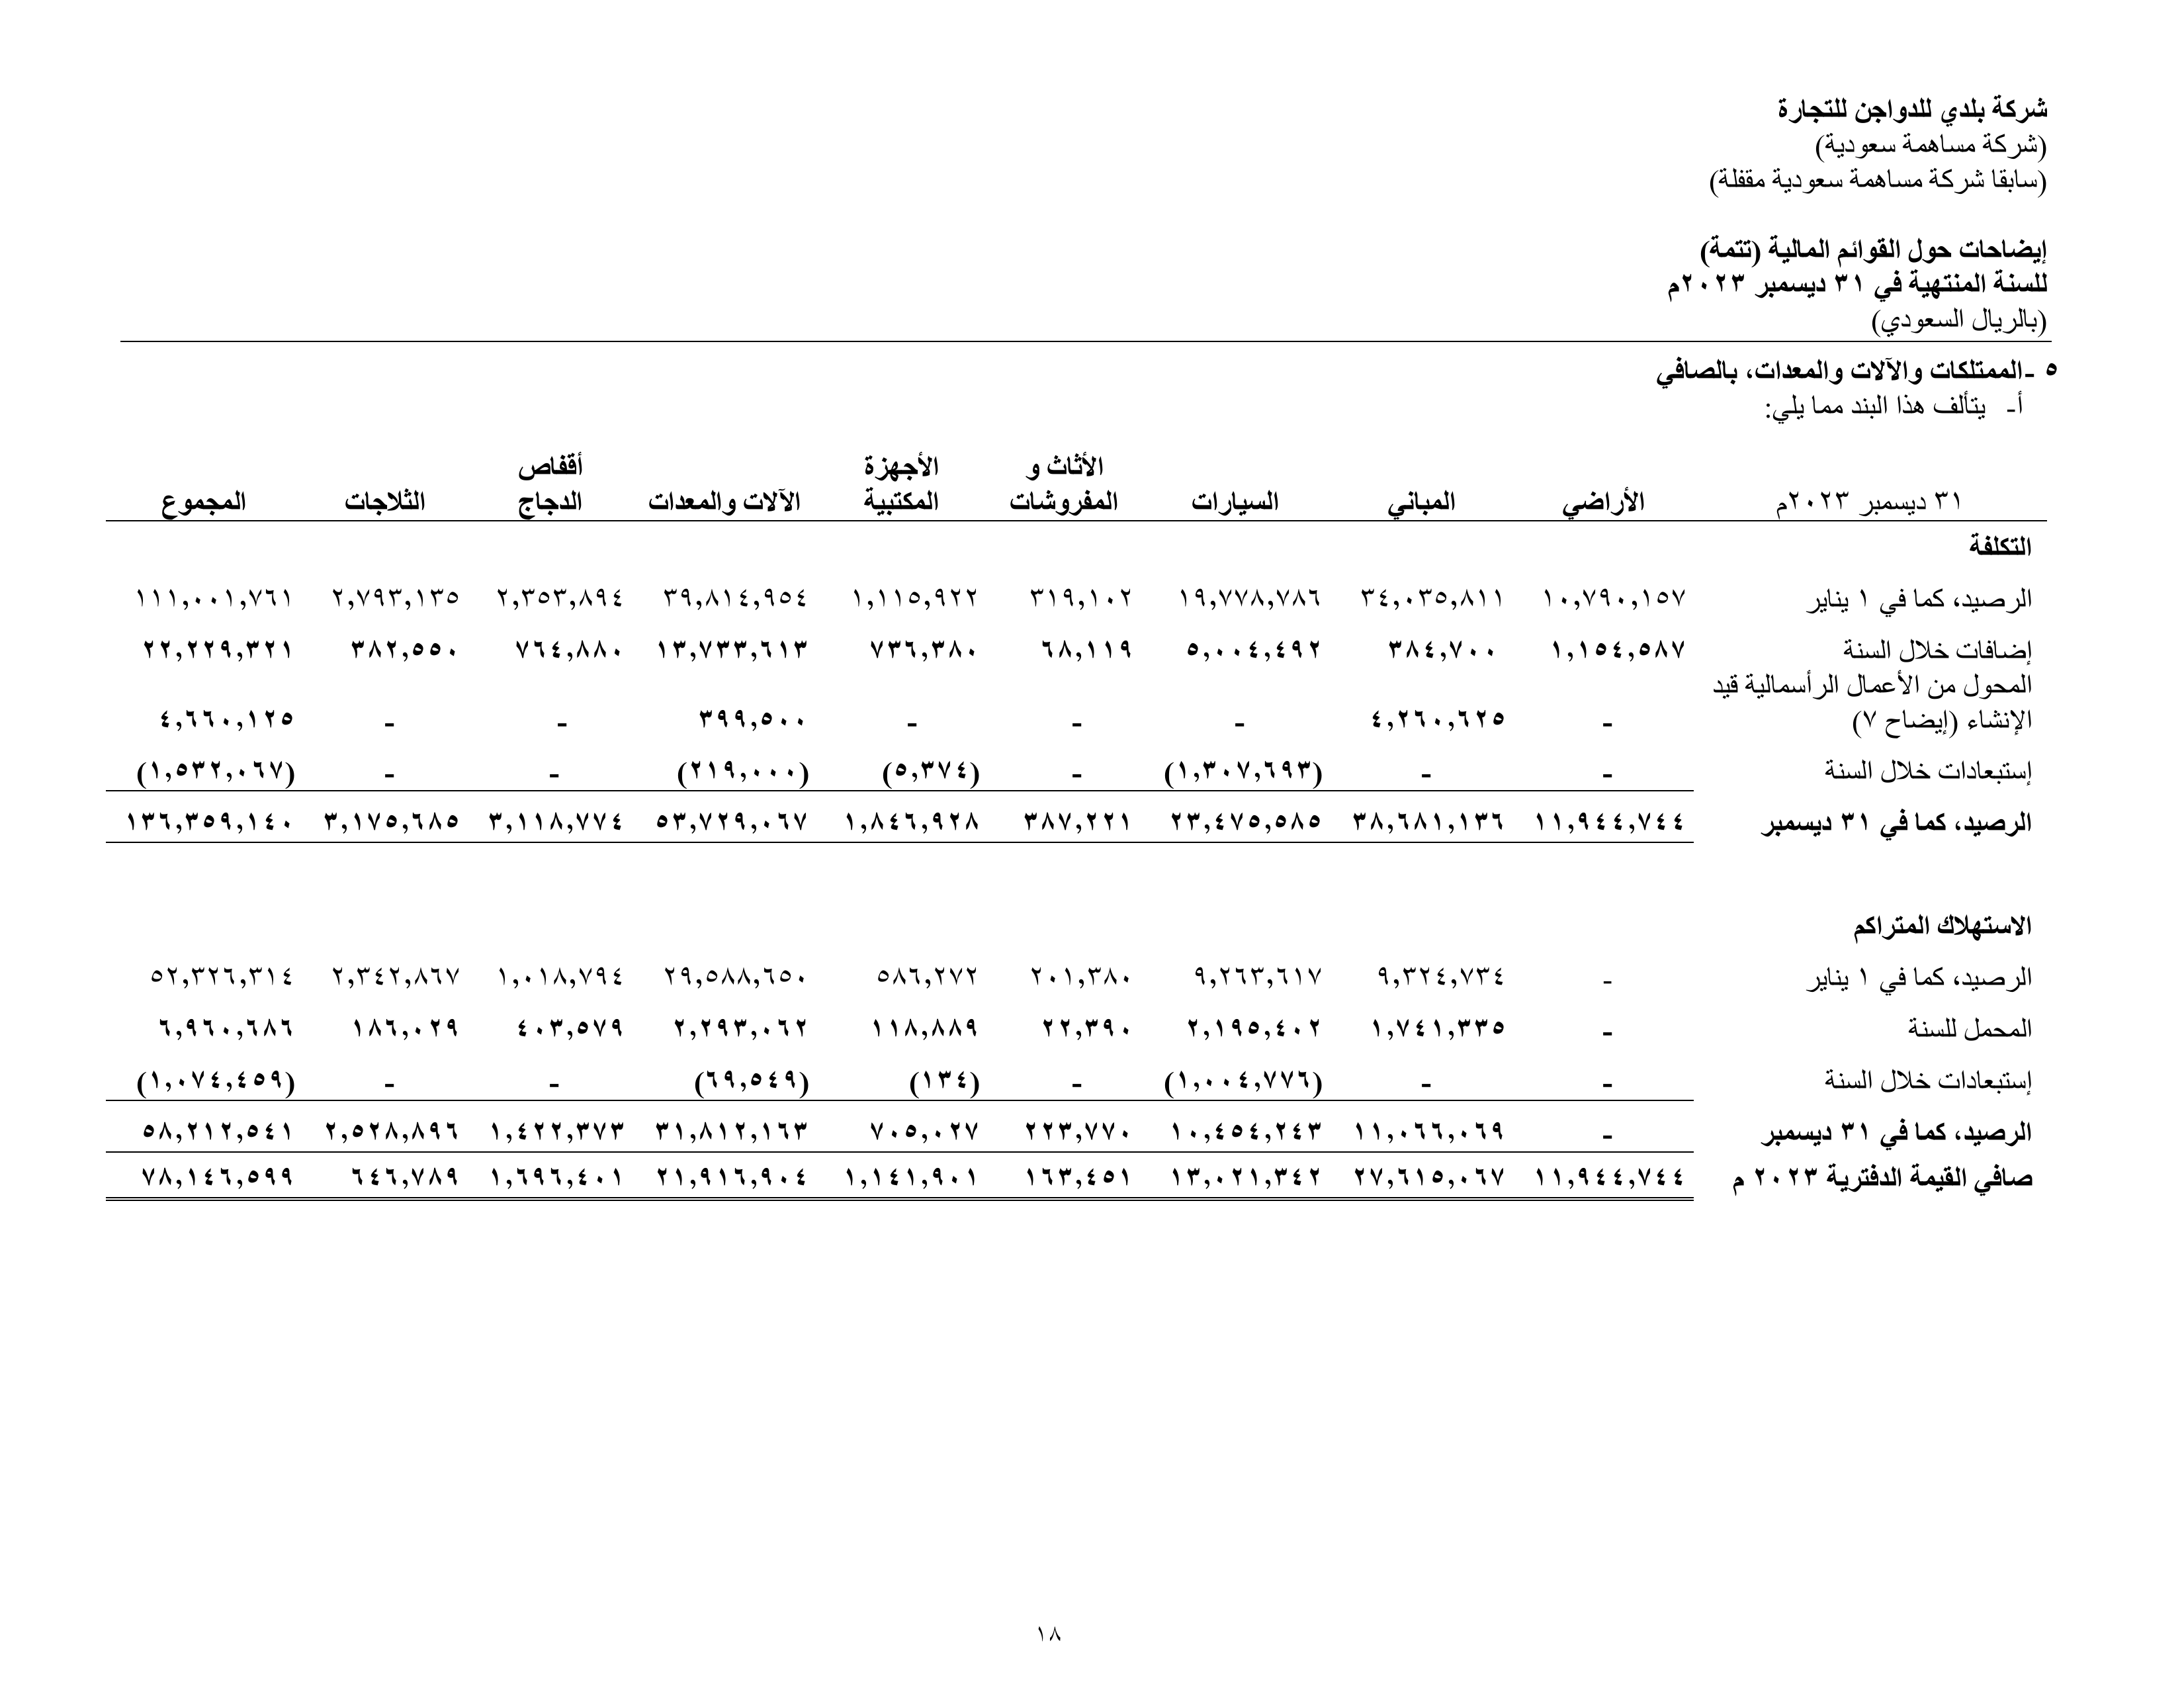 شركة بلدي للدواجن للتجارة
(شركة مساهمة سعودية)
(سابقا شركة مساهمة سعودية مقفلة)
إيضاحات حول القوائم المالية (تتمة)
للسنة المنتهية في ٣١ ديسمبر ٢٠٢٣م
(بالريال السعودي)
٥ -الممتلكات والآلات والمعدات، بالصافي
أ- يتألف هذا البند مما يلي:
الأثاث و الأجهزة أقفاص
٣١ ديسمبر ٢٠٢٣م الأراضي المباني السيارات المفروشات المكتبية الآلات والمعدات الدجاج الثلاجات المجموع
التكلفة
الرصيد، كما في ١ يناير ١٠,٧٩٠,١٥٧ ٣٤,٠٣٥,٨١١ ١٩,٧٧٨,٧٨٦ ٣١٩,١٠٢ ١,١١٥,٩٢٢ ٣٩,٨١٤,٩٥٤ ٢,٣٥٣,٨٩٤ ٢,٧٩٣,١٣٥ ١١١,٠٠١,٧٦١
إضافات خلال السنة ١,١٥٤,٥٨٧ ٣٨٤,٧٠٠ ٥,٠٠٤,٤٩٢ ٦٨,١١٩ ٧٣٦,٣٨٠ ١٣,٧٣٣,٦١٣ ٧٦٤,٨٨٠ ٣٨٢,٥٥٠ ٢٢,٢٢٩,٣٢١
المحول من الأعمال الرأسمالية قيد
الإنشاء (إيضاح ٧) - ٤,٢٦٠,٦٢٥ - - - ٣٩٩,٥٠٠ - - ٤,٦٦٠,١٢٥
إستبعادات خلال السنة - - (١,٣٠٧,٦٩٣) - (٥,٣٧٤) (٢١٩,٠٠٠) - - (١,٥٣٢,٠٦٧)
الرصيد، كما في ٣١ ديسمبر ١١,٩٤٤,٧٤٤ ٣٨,٦٨١,١٣٦ ٢٣,٤٧٥,٥٨٥ ٣٨٧,٢٢١ ١,٨٤٦,٩٢٨ ٥٣,٧٢٩,٠٦٧ ٣,١١٨,٧٧٤ ٣,١٧٥,٦٨٥ ١٣٦,٣٥٩,١٤٠
الاستهلاك المتراكم
الرصيد، كما في ١ يناير - ٩,٣٢٤,٧٣٤ ٩,٢٦٣,٦١٧ ٢٠١,٣٨٠ ٥٨٦,٢٧٢ ٢٩,٥٨٨,٦٥٠ ١,٠١٨,٧٩٤ ٢,٣٤٢,٨٦٧ ٥٢,٣٢٦,٣١٤
المحمل للسنة - ١,٧٤١,٣٣٥ ٢,١٩٥,٤٠٢ ٢٢,٣٩٠ ١١٨,٨٨٩ ٢,٢٩٣,٠٦٢ ٤٠٣,٥٧٩ ١٨٦,٠٢٩ ٦,٩٦٠,٦٨٦
إستبعادات خلال السنة - - (١,٠٠٤,٧٧٦) - (١٣٤) (٦٩,٥٤٩) - - (١,٠٧٤,٤٥٩)
الرصيد، كما في ٣١ ديسمبر - ١١,٠٦٦,٠٦٩ ١٠,٤٥٤,٢٤٣ ٢٢٣,٧٧٠ ٧٠٥,٠٢٧ ٣١,٨١٢,١٦٣ ١,٤٢٢,٣٧٣ ٢,٥٢٨,٨٩٦ ٥٨,٢١٢,٥٤١
صافي القيمة الدفترية ٢٠٢٣ م ١١,٩٤٤,٧٤٤ ٢٧,٦١٥,٠٦٧ ١٣,٠٢١,٣٤٢ ١٦٣,٤٥١ ١,١٤١,٩٠١ ٢١,٩١٦,٩٠٤ ١,٦٩٦,٤٠١ ٦٤٦,٧٨٩ ٧٨,١٤٦,٥٩٩
١٨